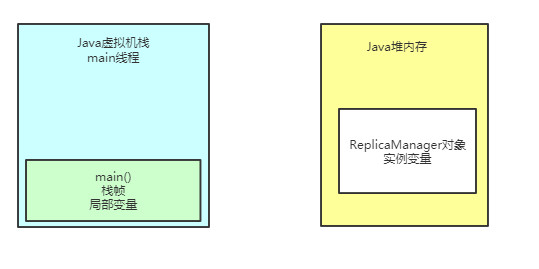 Java虚拟机栈
main线程
main()
栈帧
局部变量
Java堆内存
ReplicaManager对象
实例变量